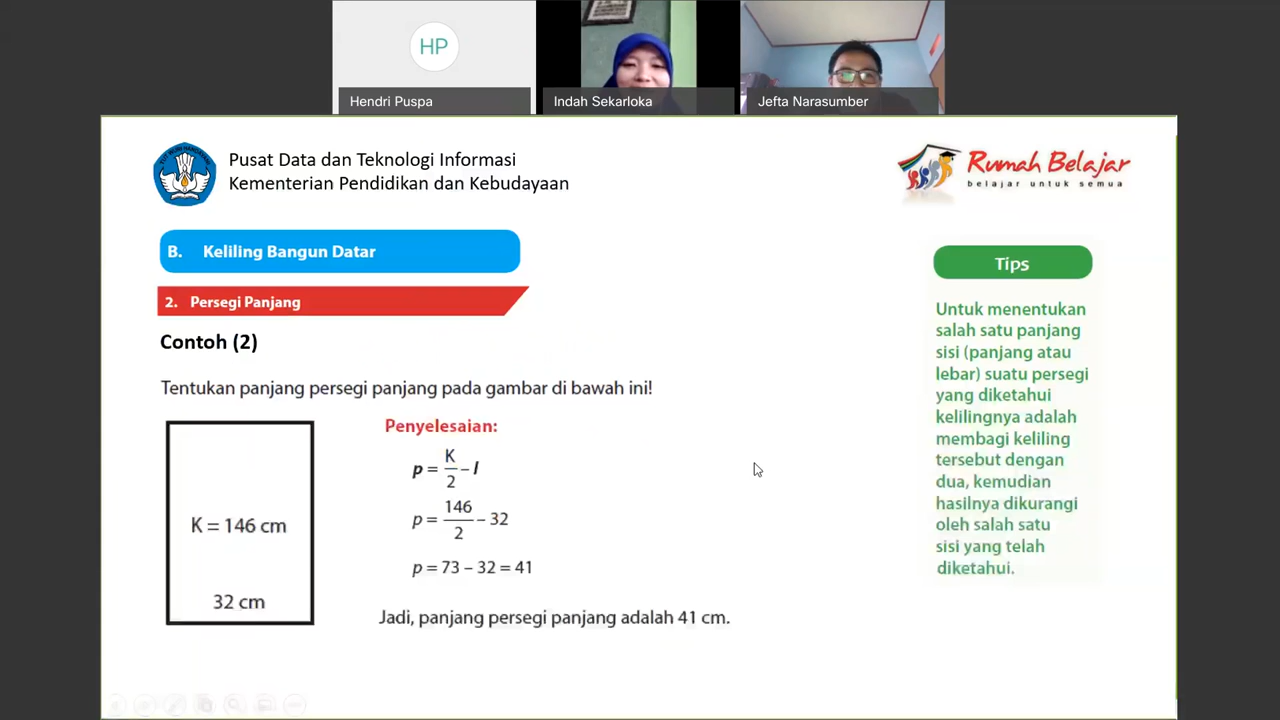 HP
Hendri Puspa
Indah Sekarloka
Jefta Narasumber
Pusat Data dan Teknologi Informasi
Kementerian Pendidikan dan Kebudayaan
Rumah Belajar
belajar untuk semua
B. Keliling Bangun Datar
2. Persegi Panjang
Contoh (2)
Tentukan panjang persegi panjang pada gambar di bawah ini!
K = 146 cm
32 cm
Penyelesaian:
p = K/2 – l
p = 146/2 – 32
p = 73 – 32 = 41
Jadi, panjang persegi panjang adalah 41 cm.
Tips
Untuk menentukan
salah satu panjang
sisi (panjang atau
lebar) suatu persegi
yang diketahui
kelilingnya adalah
membagi keliling
tersebut dengan
dua, kemudian
hasilnya dikurangi
oleh salah satu
sisi yang telah
diketahui.